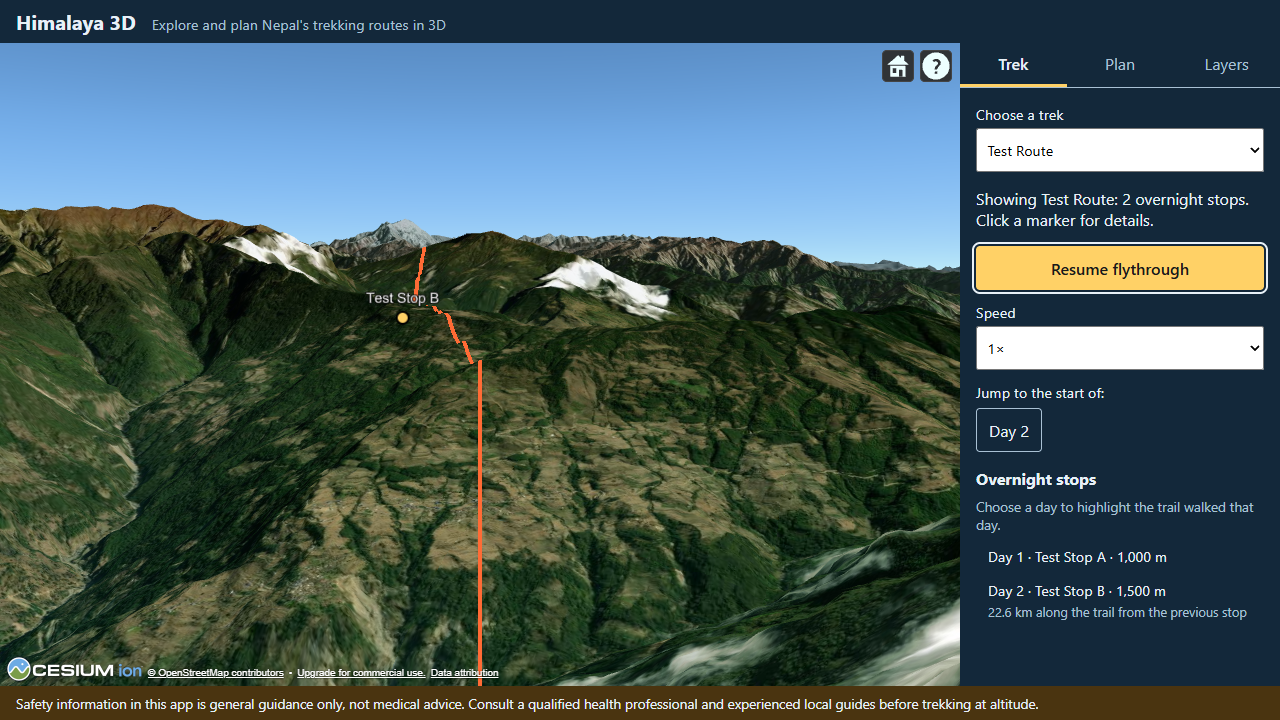 Himalaya 3D
Explore and plan Nepal's trekking routes in 3D
?
Test Stop B
CESIUM ion
© OpenStreetMap contributors • Upgrade for commercial use. Data attribution
Trek Plan Layers
Choose a trek
Test Route
Showing Test Route: 2 overnight stops.
Click a marker for details.
Resume flythrough
Speed
1×
Jump to the start of:
Day 2
Overnight stops
Choose a day to highlight the trail walked that
day.
Day 1 · Test Stop A · 1,000 m
Day 2 · Test Stop B · 1,500 m
22.6 km along the trail from the previous stop
Safety information in this app is general guidance only, not medical advice. Consult a qualified health professional and experienced local guides before trekking at altitude.